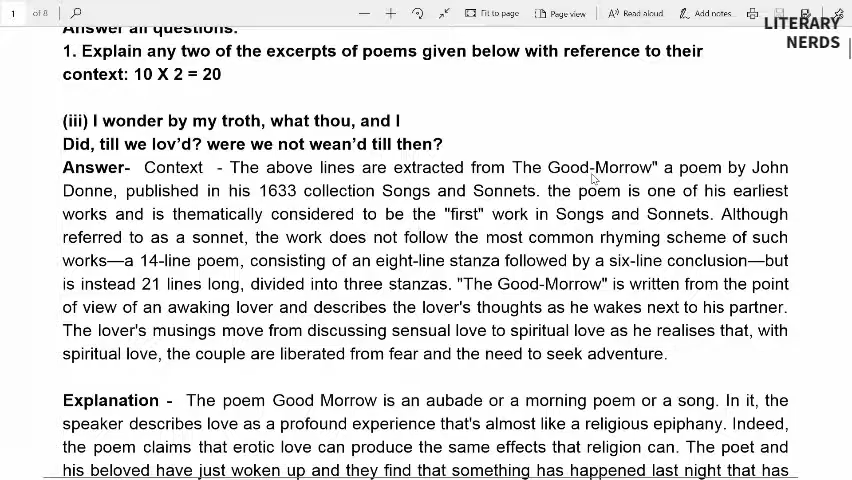 1 of 8 Fit to page Page view Read aloud Add notes
LITERARY
NERDS
Answer all questions:
1. Explain any two of the excerpts of poems given below with reference to their
context: 10 X 2 = 20
(iii) I wonder by my troth, what thou, and I
Did, till we lov’d? were we not wean’d till then?
Answer- Context - The above lines are extracted from The Good-Morrow" a poem by John
Donne, published in his 1633 collection Songs and Sonnets. the poem is one of his earliest
works and is thematically considered to be the "first" work in Songs and Sonnets. Although
referred to as a sonnet, the work does not follow the most common rhyming scheme of such
works—a 14-line poem, consisting of an eight-line stanza followed by a six-line conclusion—but
is instead 21 lines long, divided into three stanzas. "The Good-Morrow" is written from the point
of view of an awaking lover and describes the lover's thoughts as he wakes next to his partner.
The lover's musings move from discussing sensual love to spiritual love as he realises that, with
spiritual love, the couple are liberated from fear and the need to seek adventure.
Explanation - The poem Good Morrow is an aubade or a morning poem or a song. In it, the
speaker describes love as a profound experience that's almost like a religious epiphany. Indeed,
the poem claims that erotic love can produce the same effects that religion can. The poet and
his beloved have just woken up and they find that something has happened last night that has